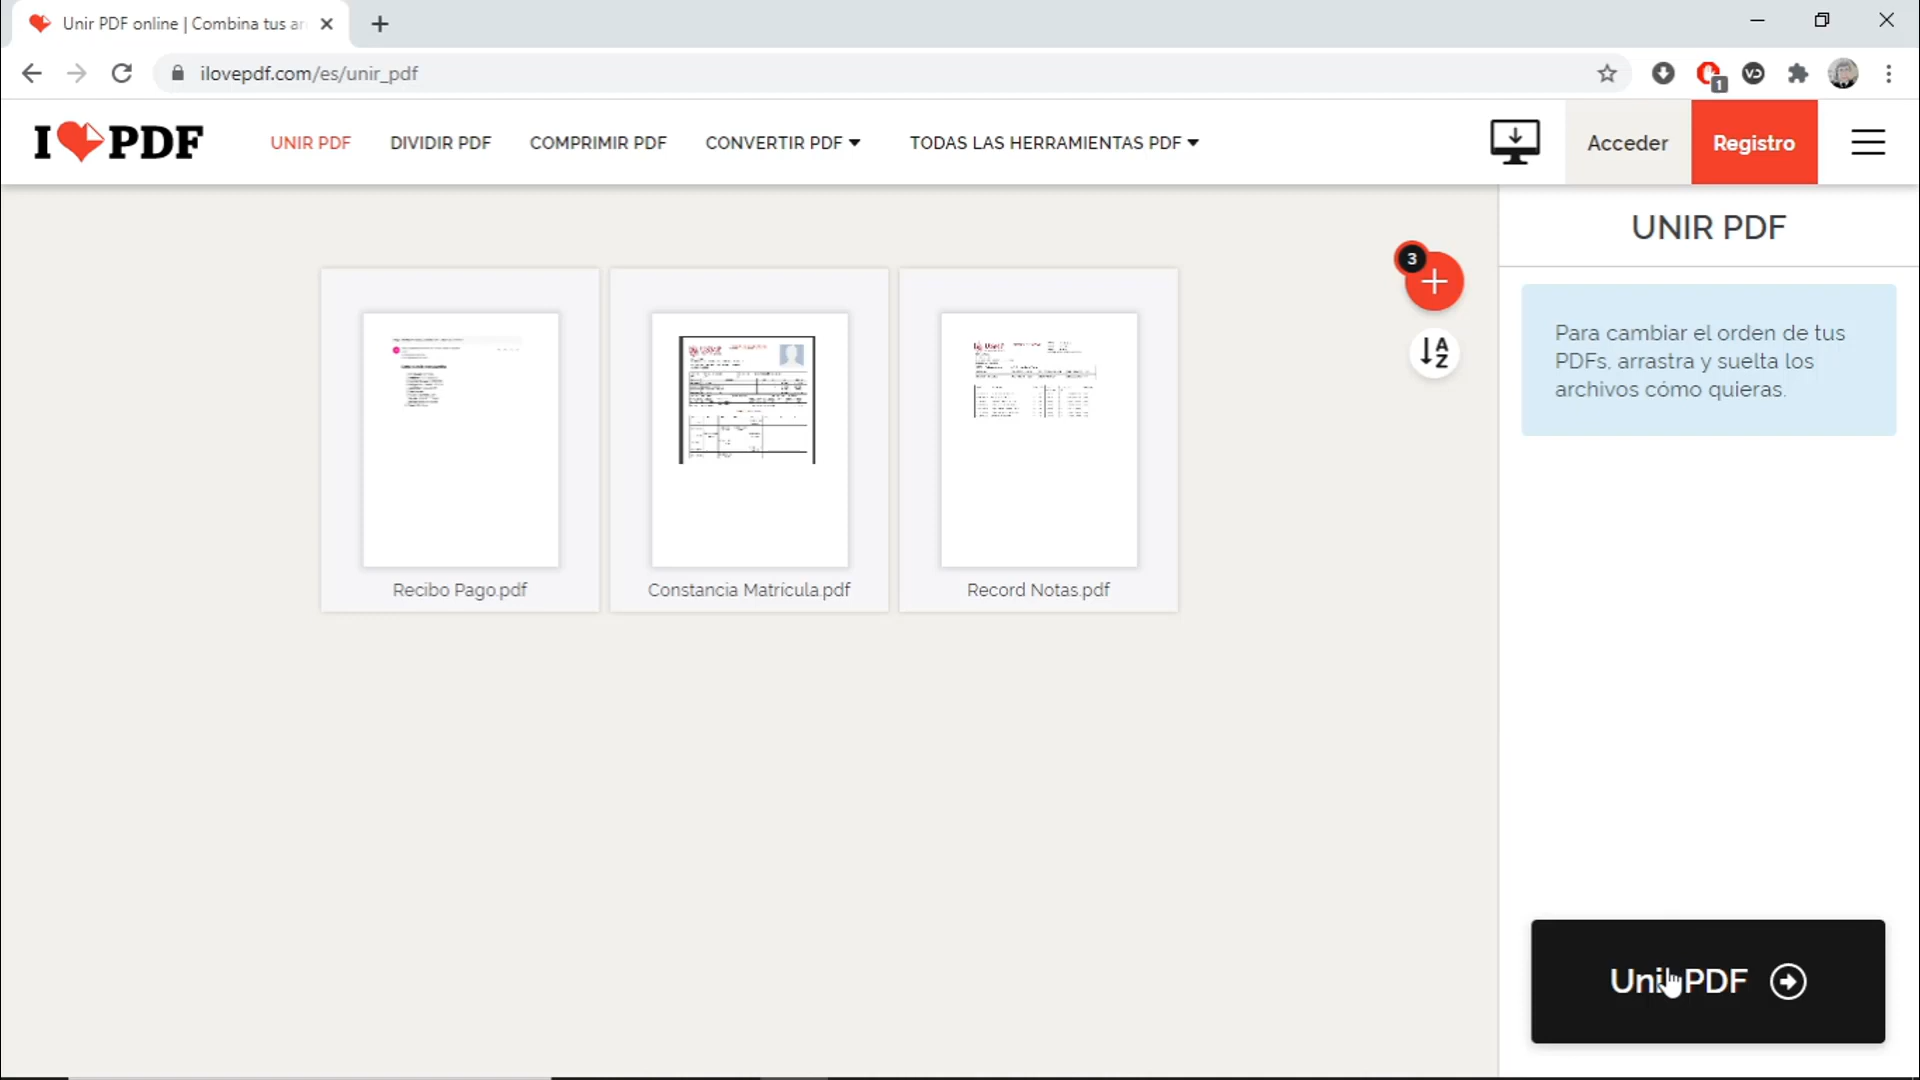 Unir PDF online | Combina tus ar
ilovepdf.com/es/unir_pdf
1
I PDF
UNIR PDF
DIVIDIR PDF
COMPRIMIR PDF
CONVERTIR PDF
TODAS LAS HERRAMIENTAS PDF
Acceder
Registro
UNIR PDF
3
A
Z
Para cambiar el orden de tus
PDFs, arrastra y suelta los
archivos cómo quieras.
Recibo Pago.pdf
Constancia Matrícula.pdf
Record Notas.pdf
Unir PDF